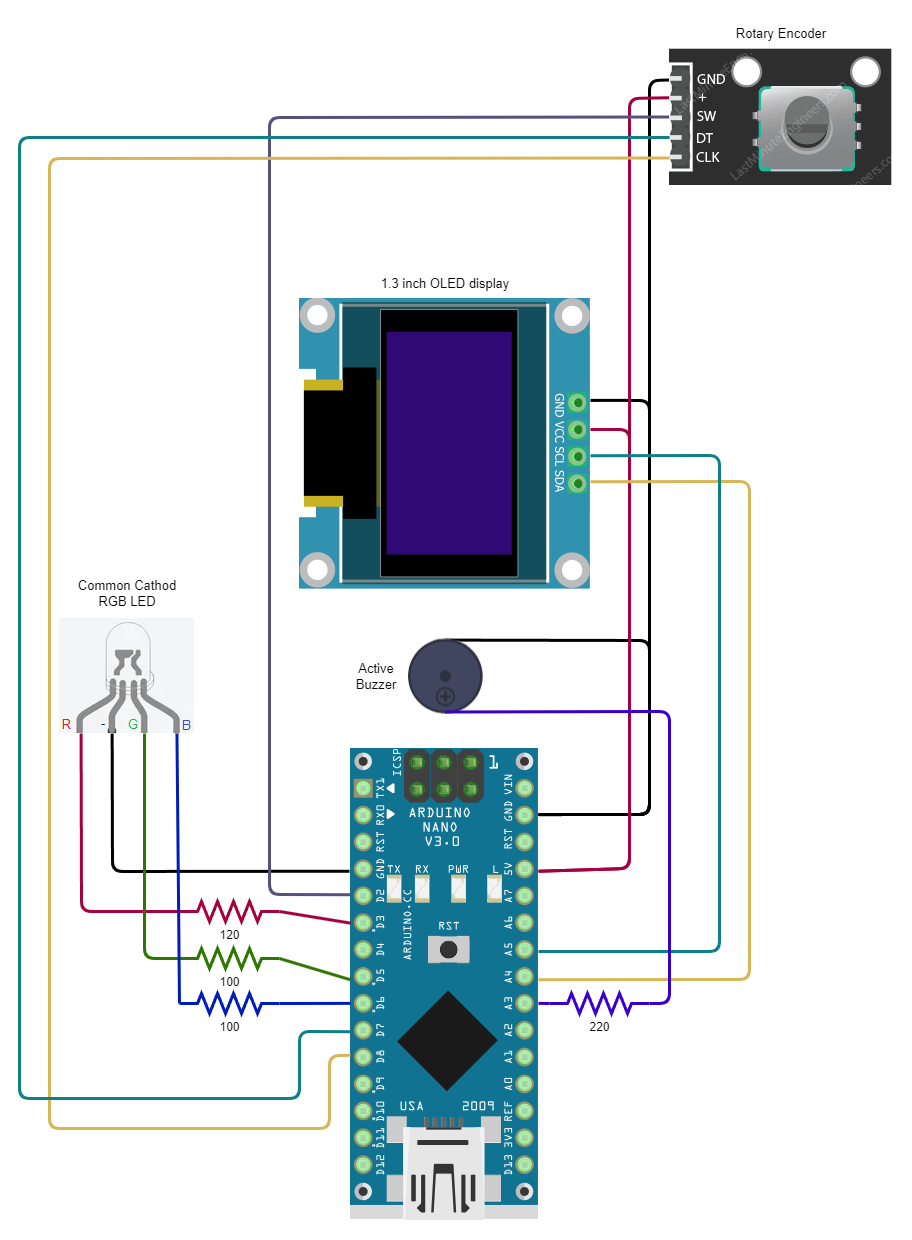 Rotary Encoder
GND
+
SW
DT
CLK
LastMinuteEngineers.com
1.3 inch OLED display
GND VCC SCL SDA
Common Cathod
RGB LED
R
-
G
B
Active
Buzzer
ICSP
1
TX1
RX0
RST
GND
D2
D3
D4
D5
D6
D7
D8
D9
D10
D11
D12
VIN
GND
RST
5V
A7
A6
A5
A4
A3
A2
A1
A0
REF
3V3
D13
ARDUINO
NANO
V3.0
TX
RX
PWR
L
ARDUINO.CC
RST
USA
2009
120
100
100
220